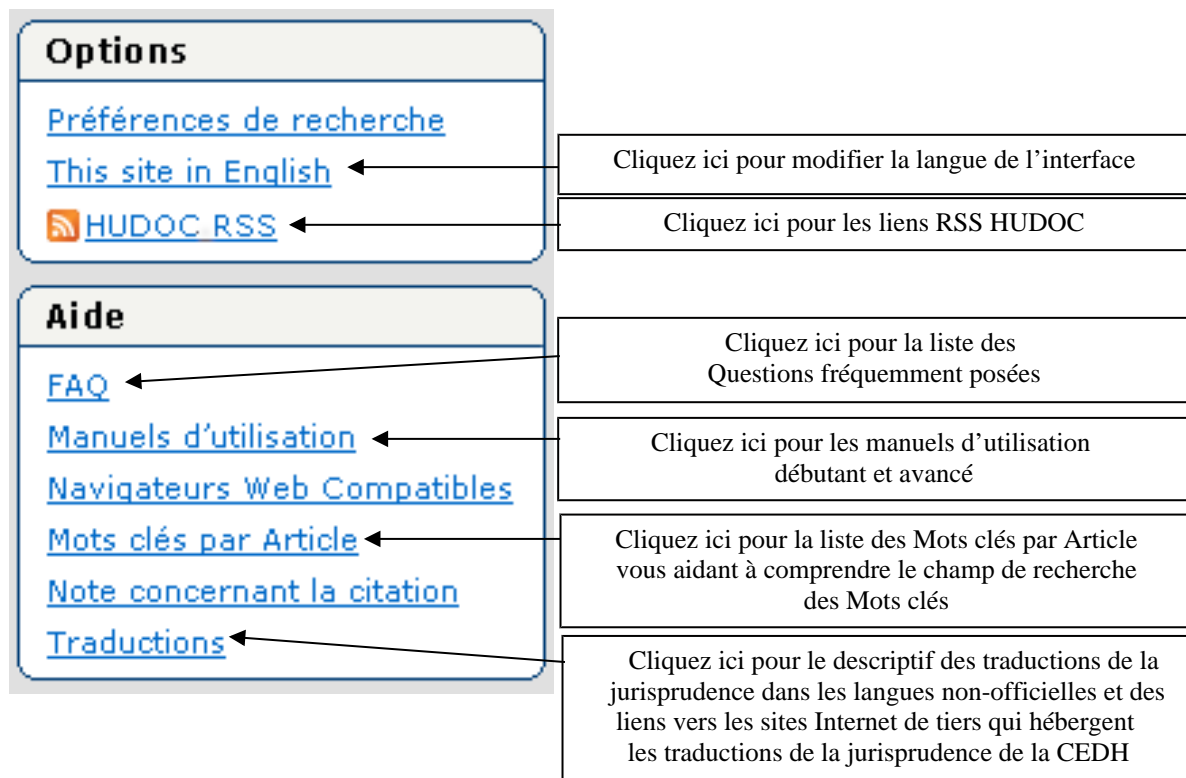 Options
Préférences de recherche
This site in English
Cliquez ici pour modifier la langue de l’interface
HUDOC RSS
Cliquez ici pour les liens RSS HUDOC
Aide
FAQ
Cliquez ici pour la liste des
Questions fréquemment posées
Manuels d’utilisation
Cliquez ici pour les manuels d’utilisation
débutant et avancé
Navigateurs Web Compatibles
Mots clés par Article
Cliquez ici pour la liste des Mots clés par Article
vous aidant à comprendre le champ de recherche
des Mots clés
Note concernant la citation
Traductions
Cliquez ici pour le descriptif des traductions de la
jurisprudence dans les langues non-officielles et des
liens vers les sites Internet de tiers qui hébergent
les traductions de la jurisprudence de la CEDH